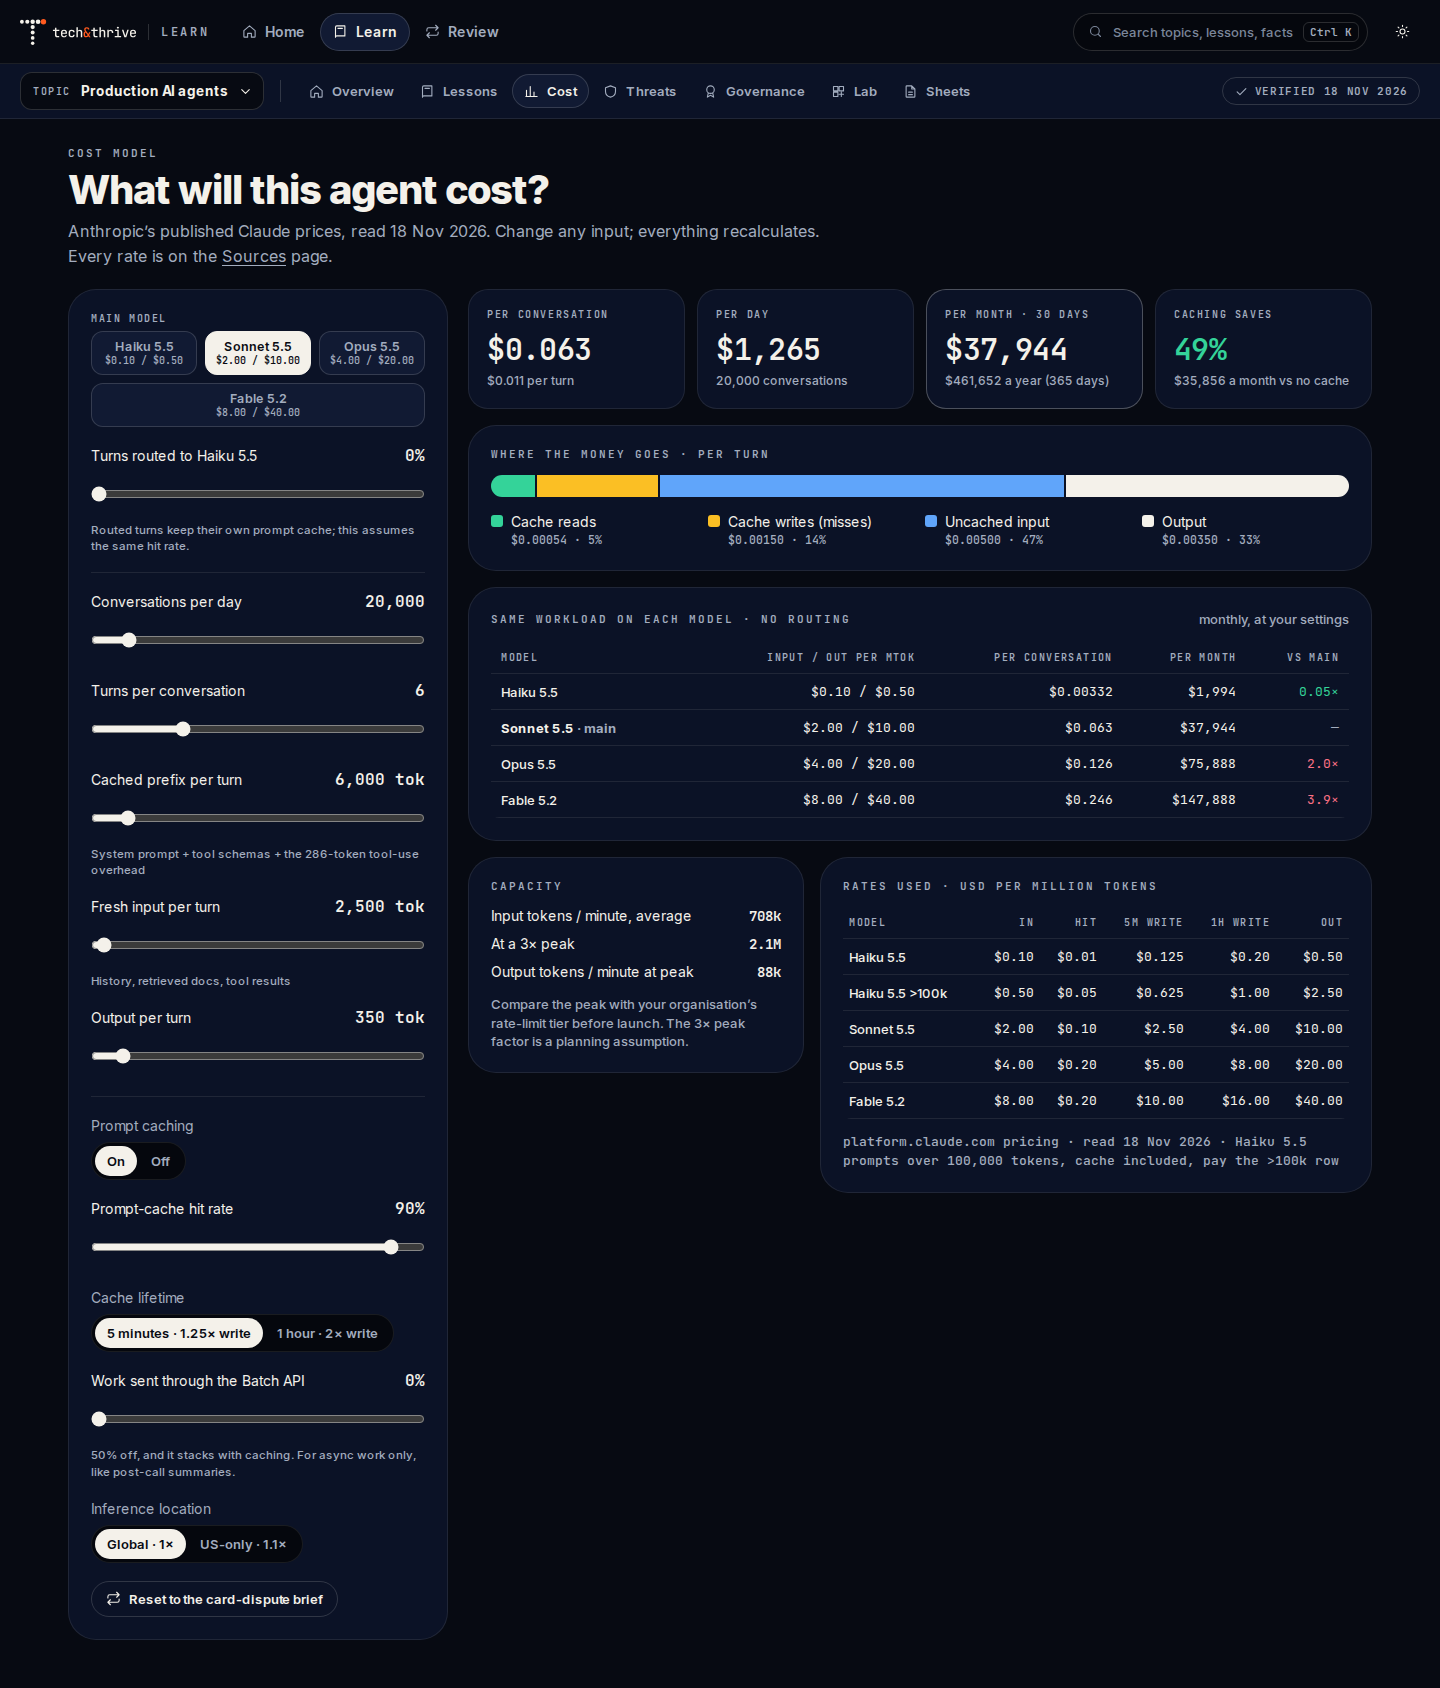 tech&thrive LEARN Home Learn Review Search topics, lessons, facts Ctrl K
TOPIC Production AI agents Overview Lessons Cost Threats Governance Lab Sheets VERIFIED 18 NOV 2026
COST MODEL
What will this agent cost?
Anthropic's published Claude prices, read 18 Nov 2026. Change any input; everything recalculates.
Every rate is on the Sources page.
MAIN MODEL
Haiku 5.5
$0.10 / $0.50
Sonnet 5.5
$2.00 / $10.00
Opus 5.5
$4.00 / $20.00
Fable 5.2
$8.00 / $40.00
Turns routed to Haiku 5.5 0%
Routed turns keep their own prompt cache; this assumes
the same hit rate.
Conversations per day 20,000
Turns per conversation 6
Cached prefix per turn 6,000 tok
System prompt + tool schemas + the 286-token tool-use
overhead
Fresh input per turn 2,500 tok
History, retrieved docs, tool results
Output per turn 350 tok
Prompt caching
On Off
Prompt-cache hit rate 90%
Cache lifetime
5 minutes · 1.25× write 1 hour · 2× write
Work sent through the Batch API 0%
50% off, and it stacks with caching. For async work only,
like post-call summaries.
Inference location
Global · 1× US-only · 1.1×
Reset to the card-dispute brief
PER CONVERSATION
$0.063
$0.011 per turn
PER DAY
$1,265
20,000 conversations
PER MONTH · 30 DAYS
$37,944
$461,652 a year (365 days)
CACHING SAVES
49%
$35,856 a month vs no cache
WHERE THE MONEY GOES · PER TURN
Cache reads
$0.00054 · 5%
Cache writes (misses)
$0.00150 · 14%
Uncached input
$0.00500 · 47%
Output
$0.00350 · 33%
SAME WORKLOAD ON EACH MODEL · NO ROUTING monthly, at your settings
MODEL INPUT / OUT PER MTOK PER CONVERSATION PER MONTH VS MAIN
Haiku 5.5 $0.10 / $0.50 $0.00332 $1,994 0.05×
Sonnet 5.5 · main $2.00 / $10.00 $0.063 $37,944 —
Opus 5.5 $4.00 / $20.00 $0.126 $75,888 2.0×
Fable 5.2 $8.00 / $40.00 $0.246 $147,888 3.9×
CAPACITY
Input tokens / minute, average 708k
At a 3× peak 2.1M
Output tokens / minute at peak 88k
Compare the peak with your organisation's
rate-limit tier before launch. The 3× peak
factor is a planning assumption.
RATES USED · USD PER MILLION TOKENS
MODEL IN HIT 5M WRITE 1H WRITE OUT
Haiku 5.5 $0.10 $0.01 $0.125 $0.20 $0.50
Haiku 5.5 >100k $0.50 $0.05 $0.625 $1.00 $2.50
Sonnet 5.5 $2.00 $0.10 $2.50 $4.00 $10.00
Opus 5.5 $4.00 $0.20 $5.00 $8.00 $20.00
Fable 5.2 $8.00 $0.20 $10.00 $16.00 $40.00
platform.claude.com pricing · read 18 Nov 2026 · Haiku 5.5
prompts over 100,000 tokens, cache included, pay the >100k row